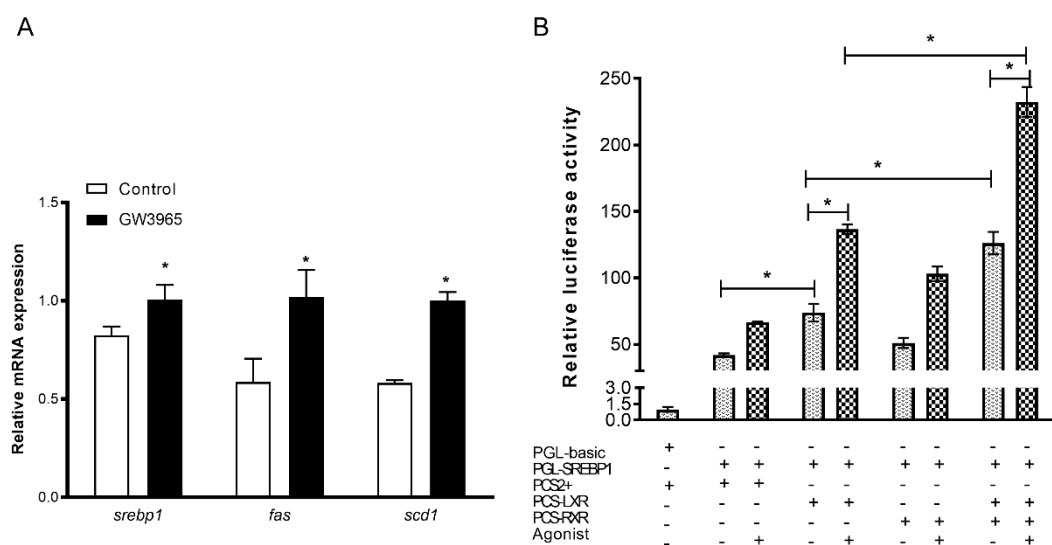 A
Control
GW3965
Relative mRNA expression
1.5
1.0
0.5
0.0
*
*
*
srebp1
fas
scd1
B
Relative luciferase activity
250
200
150
100
50
3.0
1.5
0.0
*
*
*
*
*
PGL-basic + - - - - - - - -
PGL-SREBP1 - + + + + + + + +
PCS2+ + + + - - - - - -
PCS-LXR - - - + + - - + +
PCS-RXR - - - - - + + + +
Agonist - - + - + - + - +